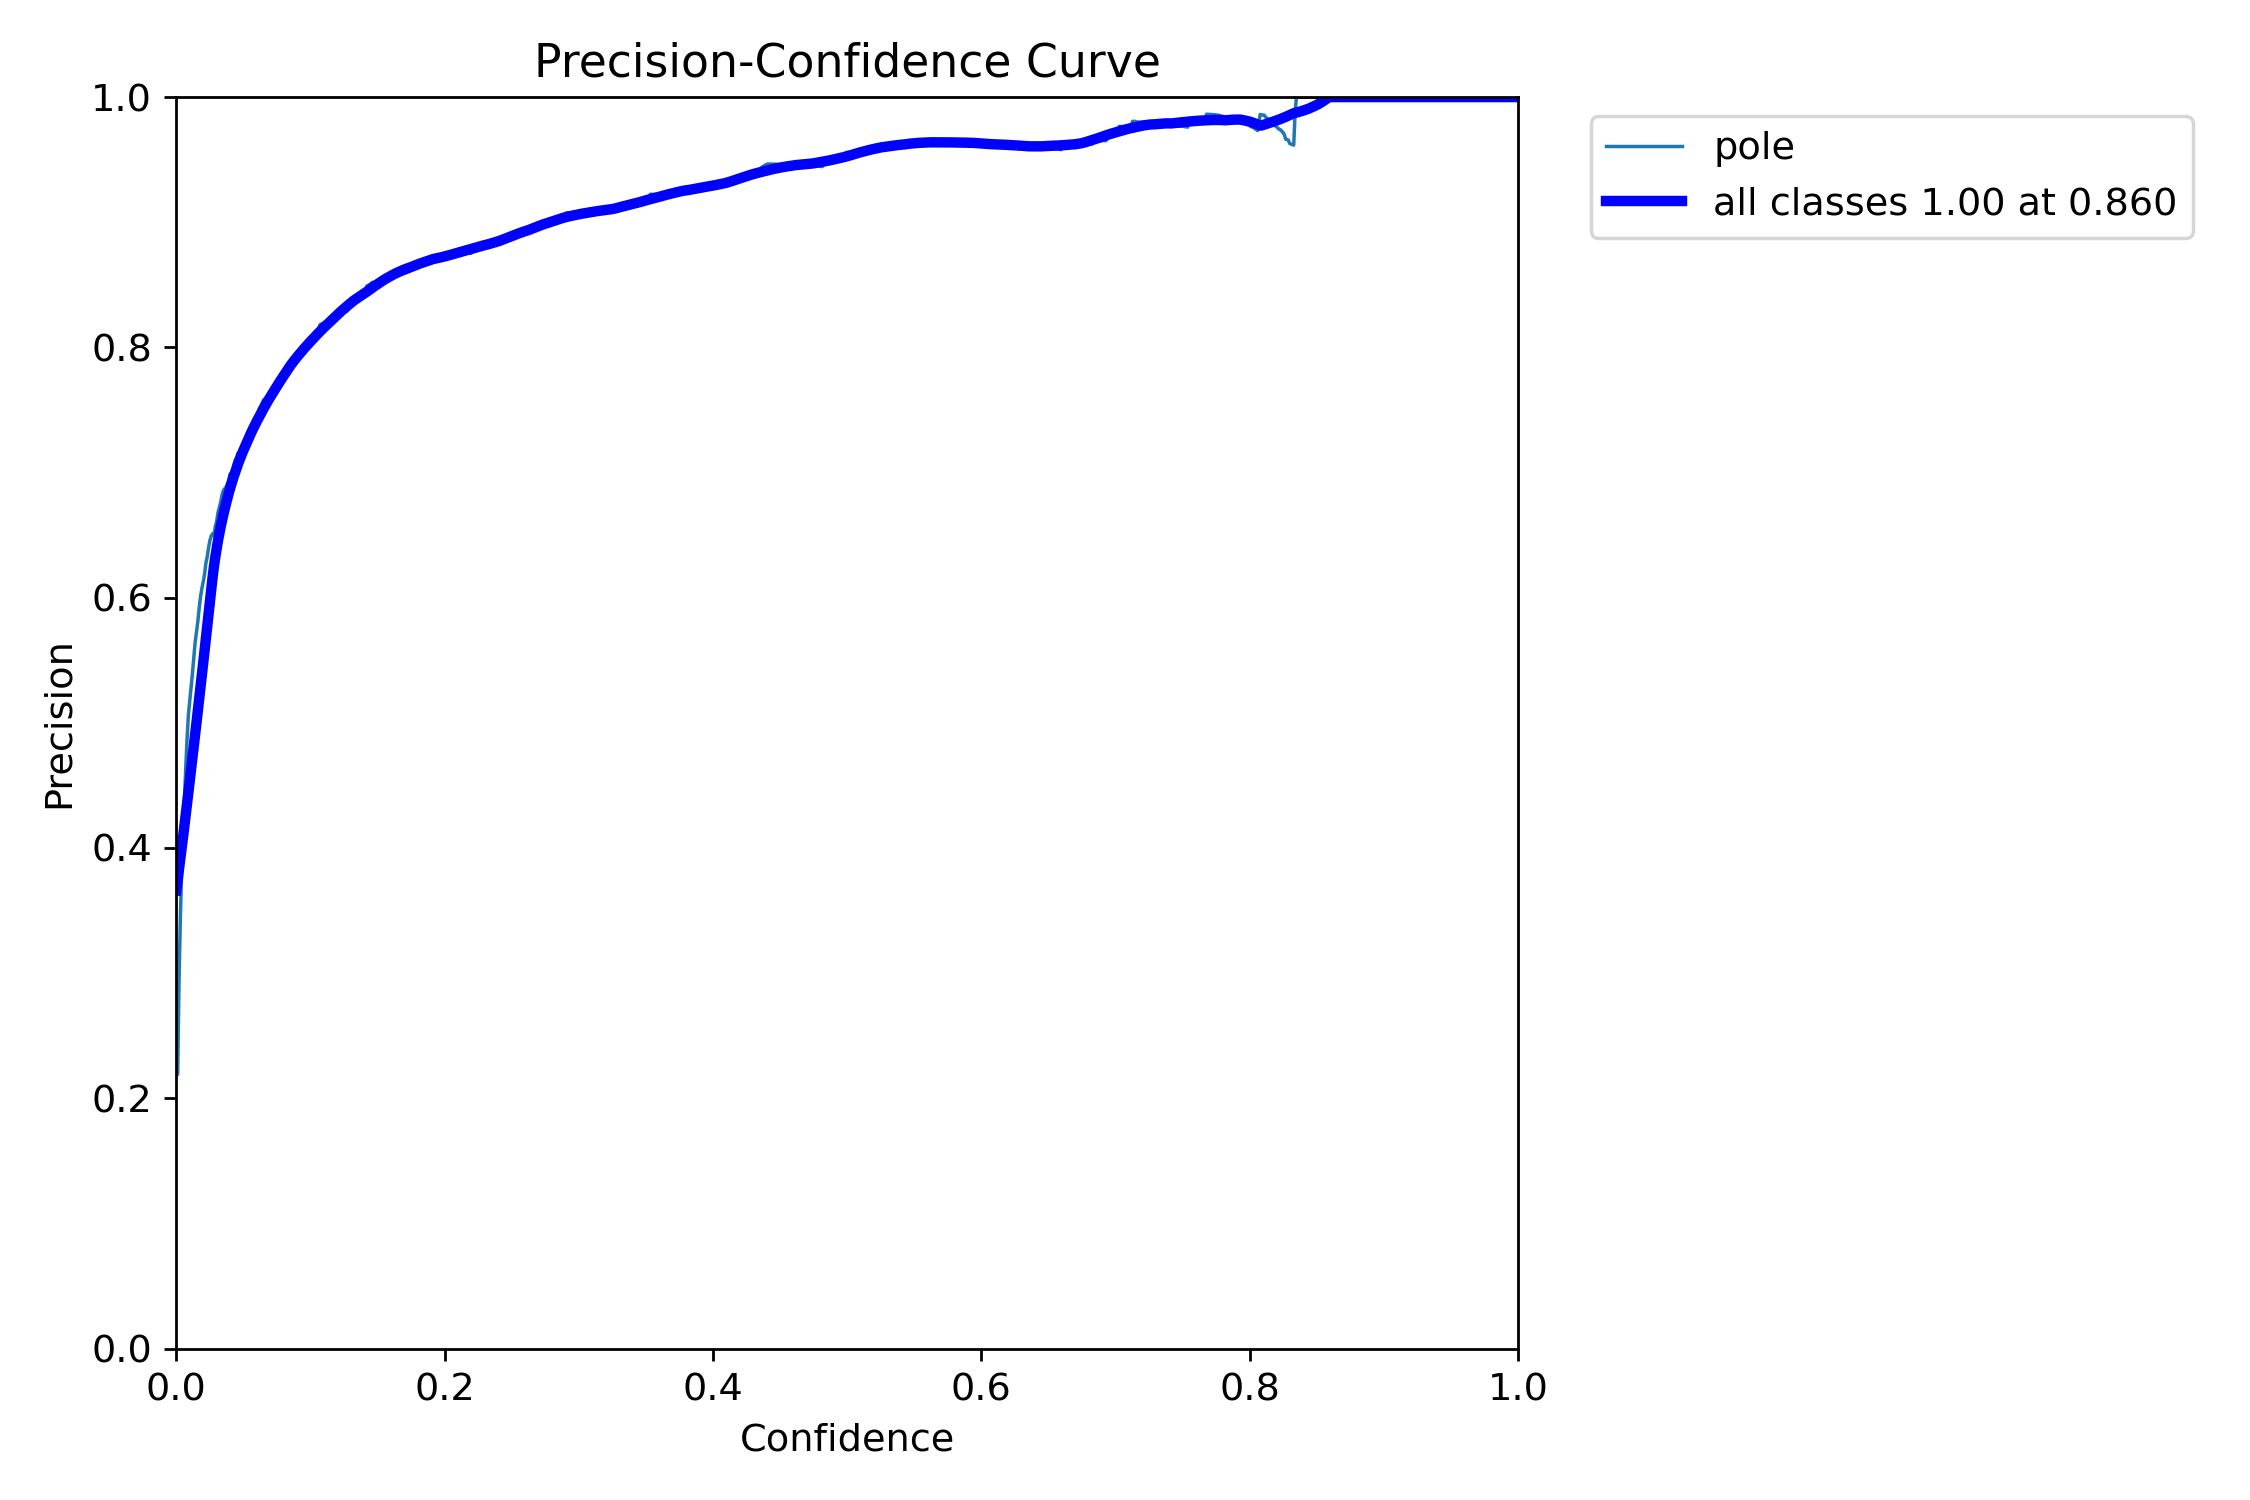 Precision-Confidence Curve
1.0
0.8
0.6
0.4
0.2
0.0
Precision
0.0 0.2 0.4 0.6 0.8 1.0
Confidence
pole
all classes 1.00 at 0.860